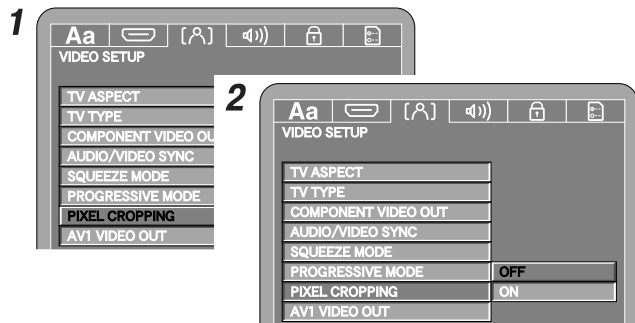 1
Aa
VIDEO SETUP
TV ASPECT
TV TYPE
COMPONENT VIDEO OU
AUDIO/VIDEO SYNC
SQUEEZE MODE
PROGRESSIVE MODE
PIXEL CROPPING
AV1 VIDEO OUT
2
Aa
VIDEO SETUP
TV ASPECT
TV TYPE
COMPONENT VIDEO OUT
AUDIO/VIDEO SYNC
SQUEEZE MODE
PROGRESSIVE MODE OFF
PIXEL CROPPING ON
AV1 VIDEO OUT